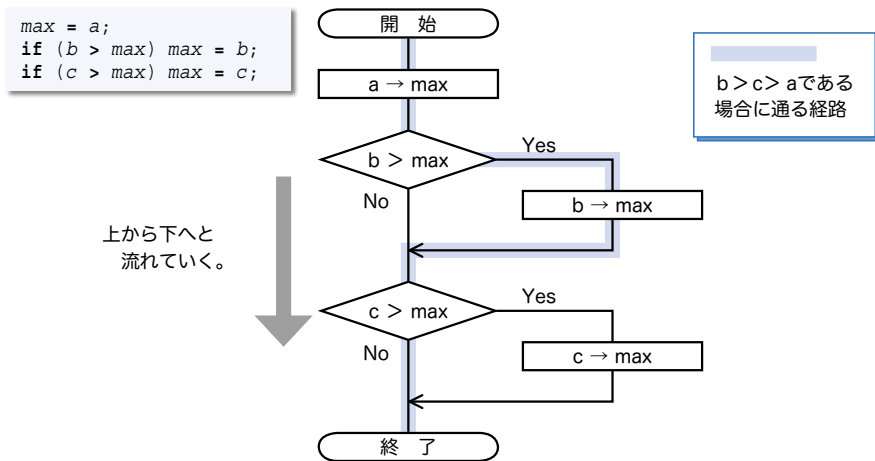 max = a;
if (b > max) max = b;
if (c > max) max = c;
開 始
a → max
b > max
Yes
No
b → max
上から下へと
流れていく。
c > max
Yes
No
c → max
終 了
b＞c＞aである
場合に通る経路